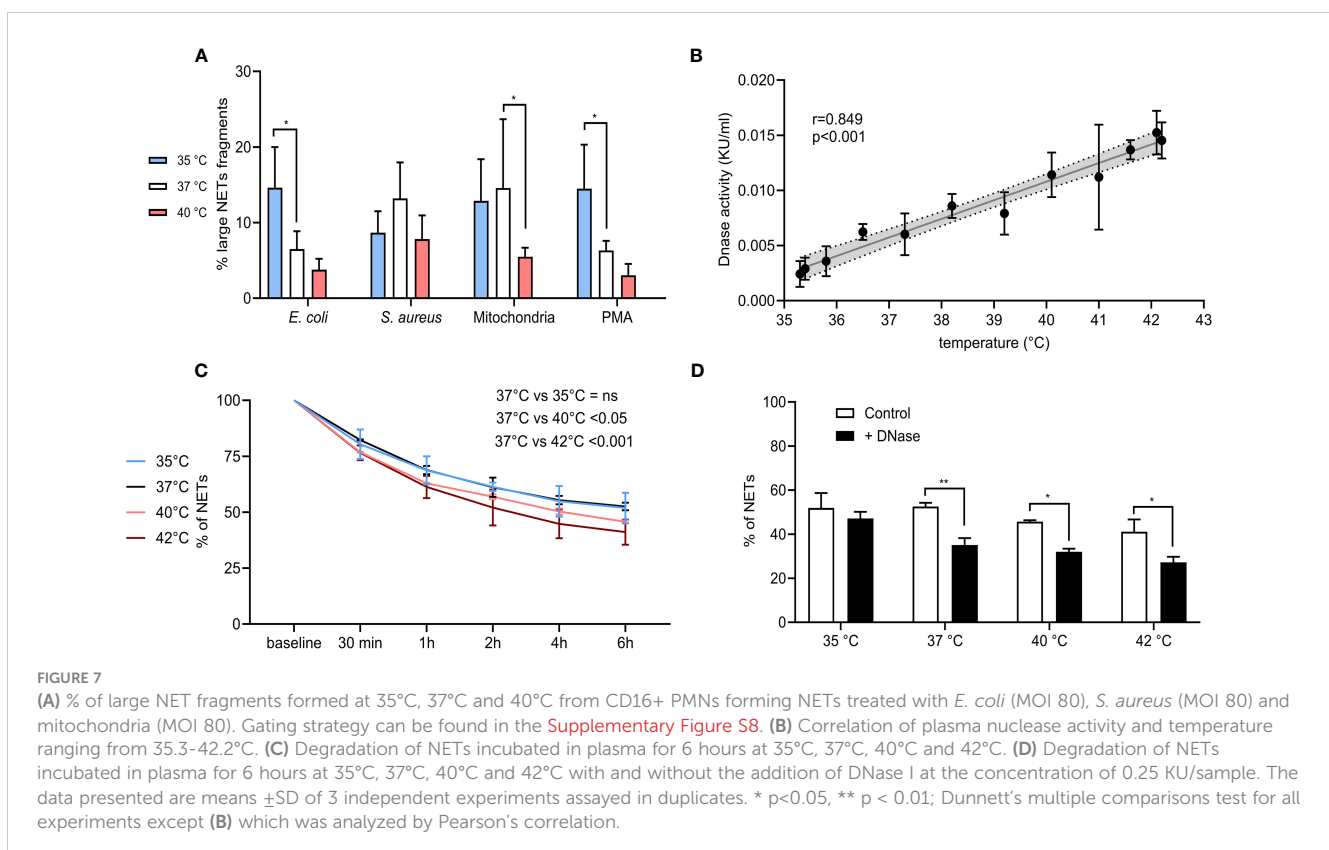 A
% large NETs fragments
30
20
10
0
*
*
*
35 °C
37 °C
40 °C
E. coli
S. aureus
Mitochondria
PMA
B
Dnase activity (KU/ml)
0.020
0.015
0.010
0.005
0.000
r=0.849
p<0.001
35 36 37 38 39 40 41 42 43
temperature (°C)
C
% of NETs
100
75
50
25
0
37°C vs 35°C = ns
37°C vs 40°C <0.05
37°C vs 42°C <0.001
35°C
37°C
40°C
42°C
baseline 30 min 1h 2h 4h 6h
D
% of NETs
100
80
60
40
20
0
Control
+ DNase
**
*
*
35 °C 37 °C 40 °C 42 °C
FIGURE 7
(A) % of large NET fragments formed at 35°C, 37°C and 40°C from CD16+ PMNs forming NETs treated with E. coli (MOI 80), S. aureus (MOI 80) and
mitochondria (MOI 80). Gating strategy can be found in the Supplementary Figure S8. (B) Correlation of plasma nuclease activity and temperature
ranging from 35.3-42.2°C. (C) Degradation of NETs incubated in plasma for 6 hours at 35°C, 37°C, 40°C and 42°C. (D) Degradation of NETs
incubated in plasma for 6 hours at 35°C, 37°C, 40°C and 42°C with and without the addition of DNase I at the concentration of 0.25 KU/sample. The
data presented are means ±SD of 3 independent experiments assayed in duplicates. * p<0.05, ** p < 0.01; Dunnett’s multiple comparisons test for all
experiments except (B) which was analyzed by Pearson’s correlation.